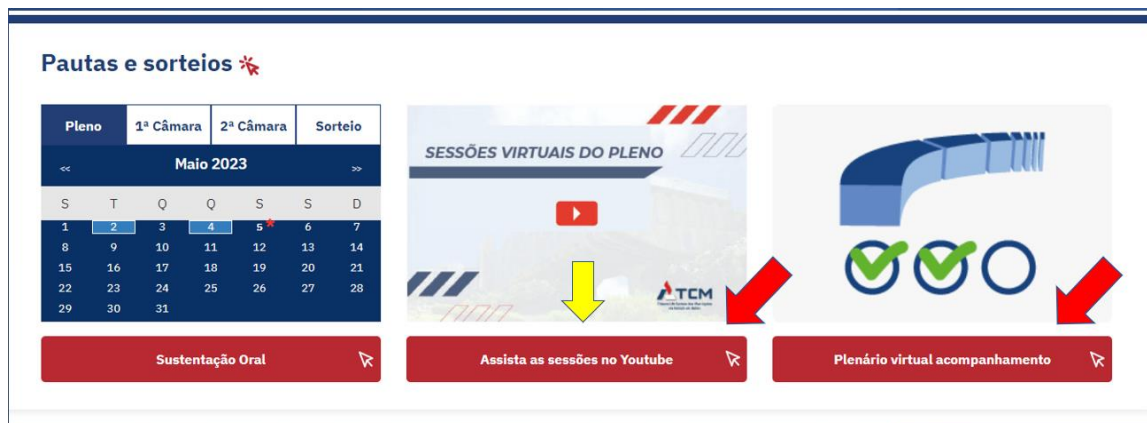 Pautas e sorteios
Pleno 1ª Câmara 2ª Câmara Sorteio
<< Maio 2023 >>
S T Q Q S S D
1 2 3 4 5* 6 7
8 9 10 11 12 13 14
15 16 17 18 19 20 21
22 23 24 25 26 27 28
29 30 31
Sustentação Oral
SESSÕES VIRTUAIS DO PLENO
TCM
Assista as sessões no Youtube
Plenário virtual acompanhamento